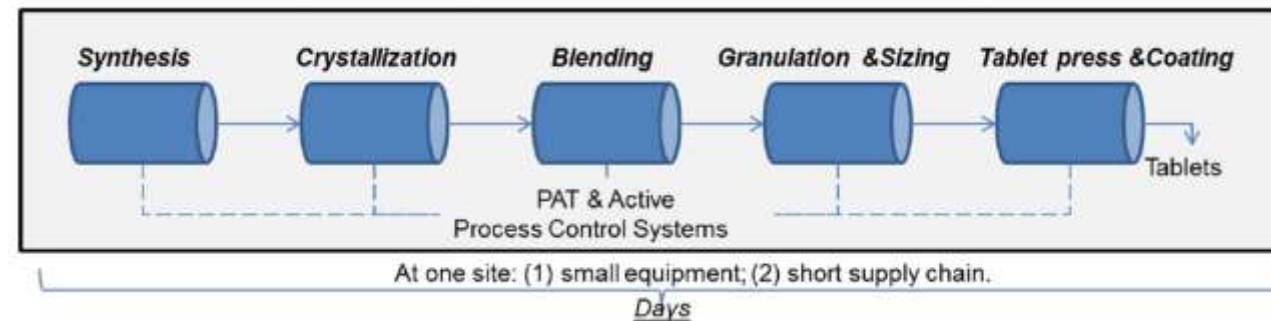 Synthesis
Crystallization
Blending
Granulation &Sizing
Tablet press &Coating
Tablets
PAT & Active
Process Control Systems
At one site: (1) small equipment; (2) short supply chain.
Days